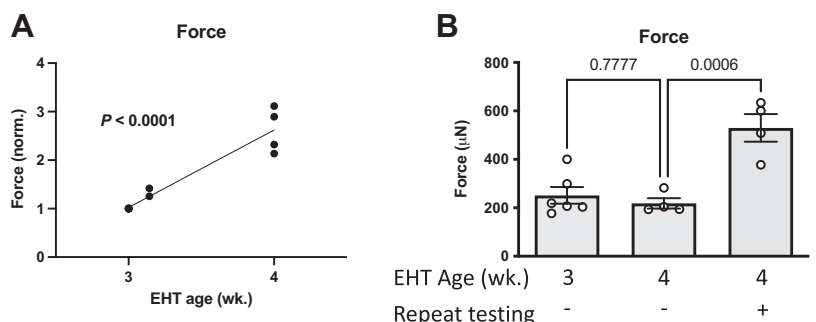 A
Force
Force (norm.)
4
3
2
1
0
P < 0.0001
3
4
EHT age (wk.)
B
Force
Force (µN)
800
600
400
200
0
0.7777
0.0006
EHT Age (wk.) 3 4 4
Repeat testing - - +